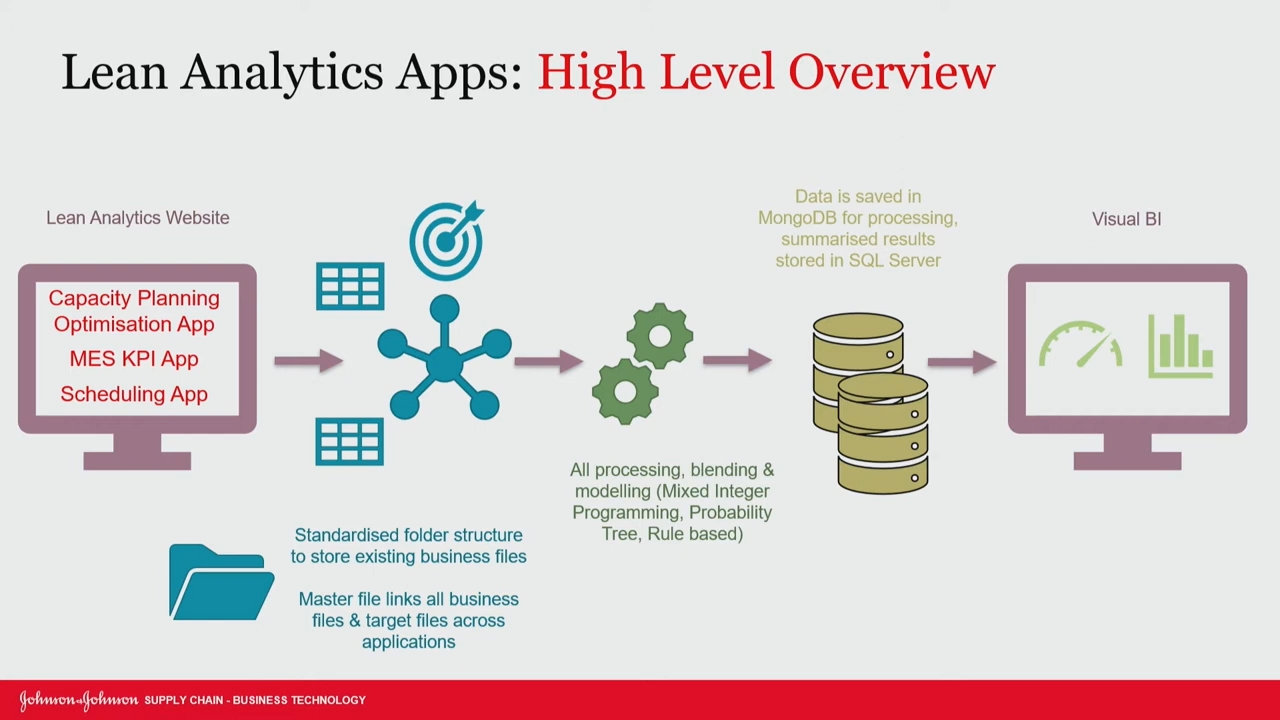 Lean Analytics Apps: High Level Overview
Lean Analytics Website
Capacity Planning
Optimisation App
MES KPI App
Scheduling App
Standardised folder structure
to store existing business files
Master file links all business
files & target files across
applications
All processing, blending &
modelling (Mixed Integer
Programming, Probability
Tree, Rule based)
Data is saved in
MongoDB for processing,
summarised results
stored in SQL Server
Visual BI
Johnson & Johnson SUPPLY CHAIN - BUSINESS TECHNOLOGY